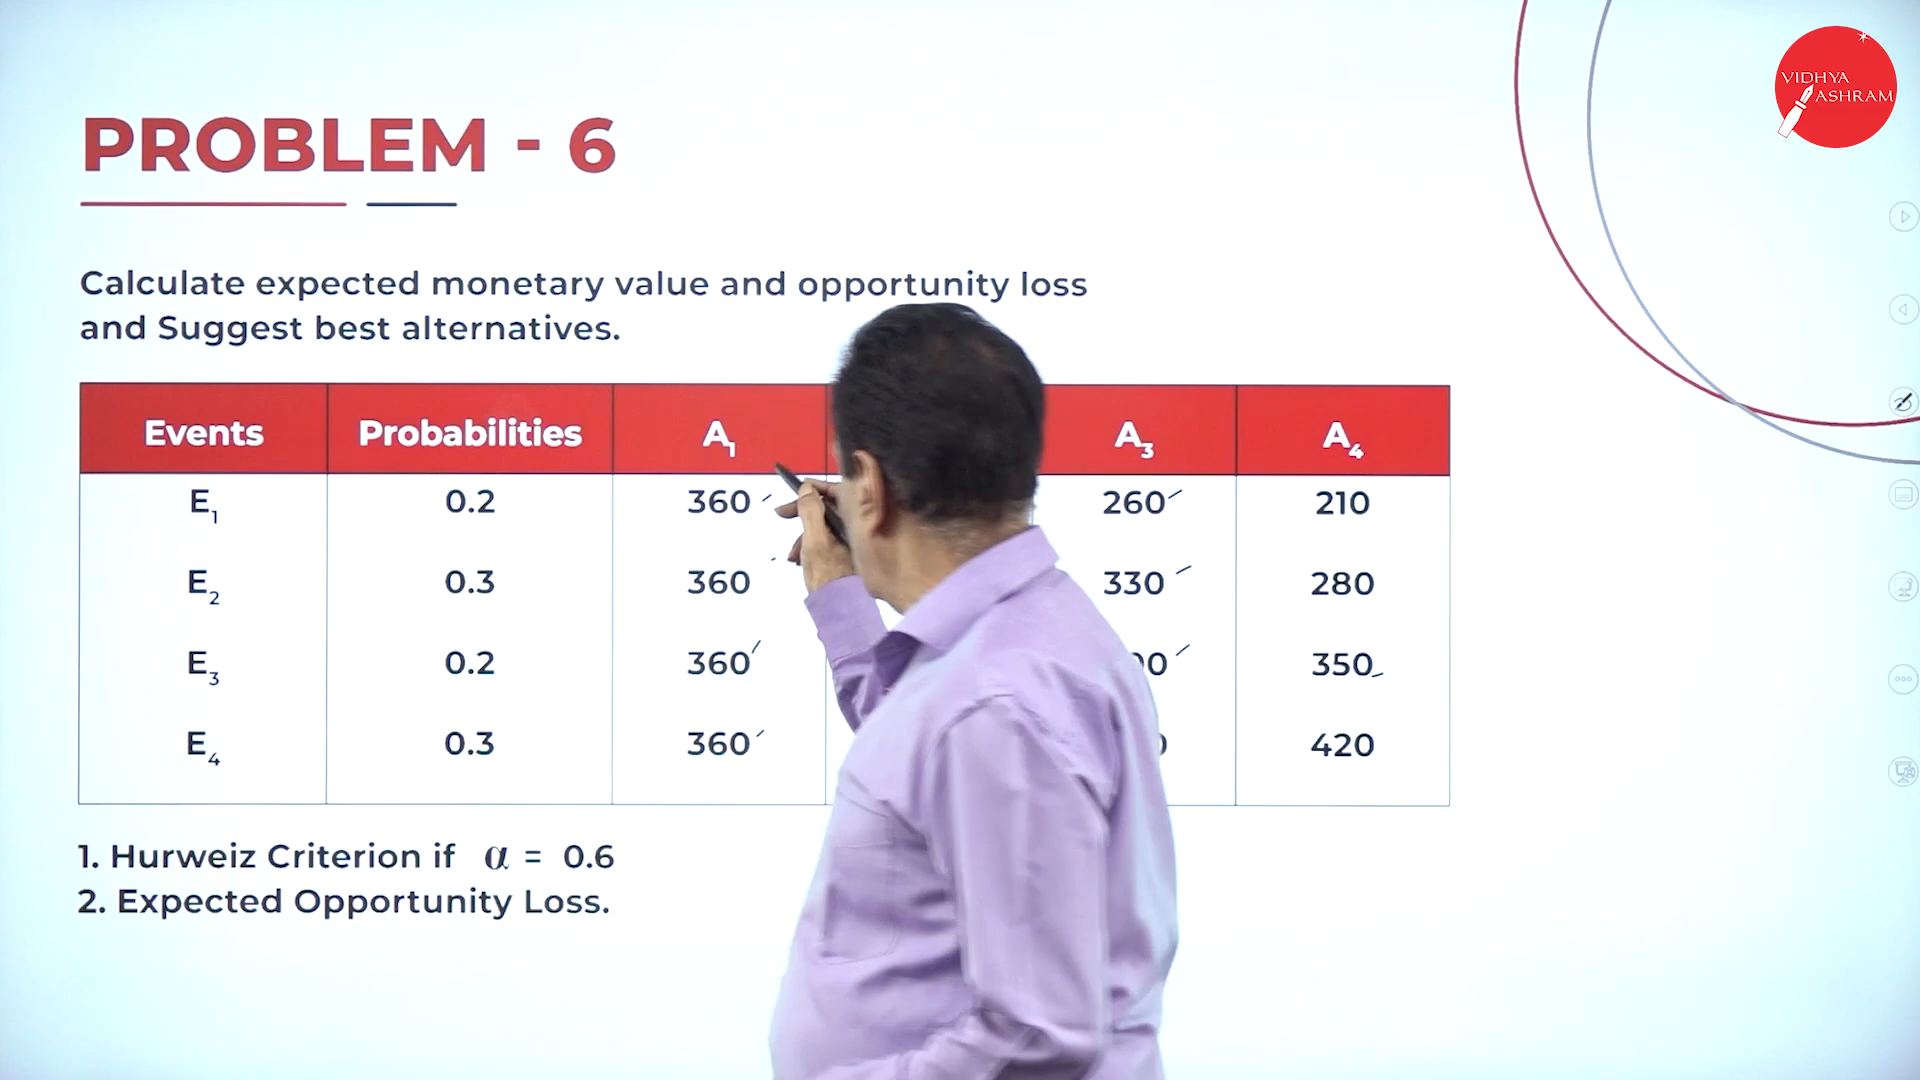 VIDHYA
ASHRAM
PROBLEM - 6
Calculate expected monetary value and opportunity loss
and Suggest best alternatives.
Events Probabilities A1 A3 A4
E1 0.2 360 260 210
E2 0.3 360 330 280
E3 0.2 360 350
E4 0.3 360 420
1. Hurweiz Criterion if α = 0.6
2. Expected Opportunity Loss.